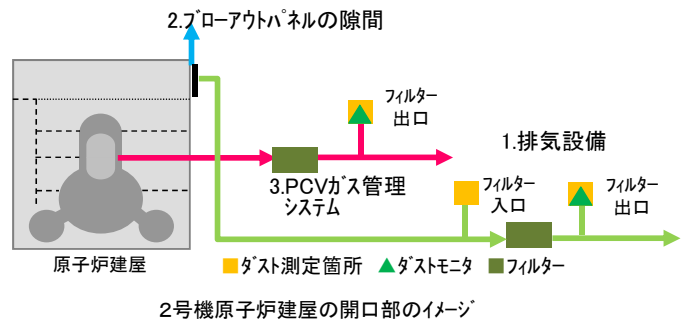 2.ﾌﾞﾛｰｱｳﾄﾊﾟﾈﾙの隙間
ﾌｨﾙﾀｰ
出口
1.排気設備
3.PCVｶﾞｽ管理
ｼｽﾃﾑ
ﾌｨﾙﾀｰ
入口
ﾌｨﾙﾀｰ
出口
原子炉建屋
ﾀﾞｽﾄ測定箇所 ﾀﾞｽﾄﾓﾆﾀ ﾌｨﾙﾀｰ
２号機原子炉建屋の開口部のｲﾒｰｼﾞ